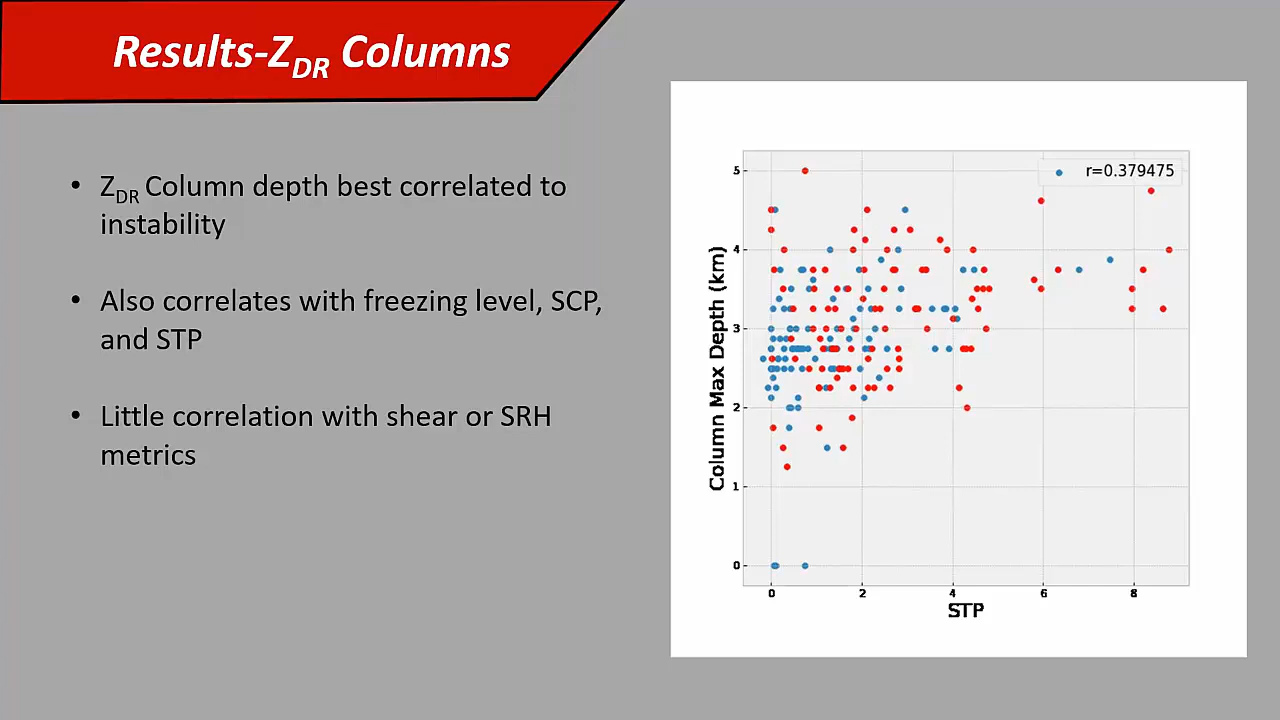 Results-ZDR Columns
• ZDR Column depth best correlated to
instability
• Also correlates with freezing level, SCP,
and STP
• Little correlation with shear or SRH
metrics
r=0.379475
Column Max Depth (km)
5
4
3
2
1
0
0 2 4 6 8
STP